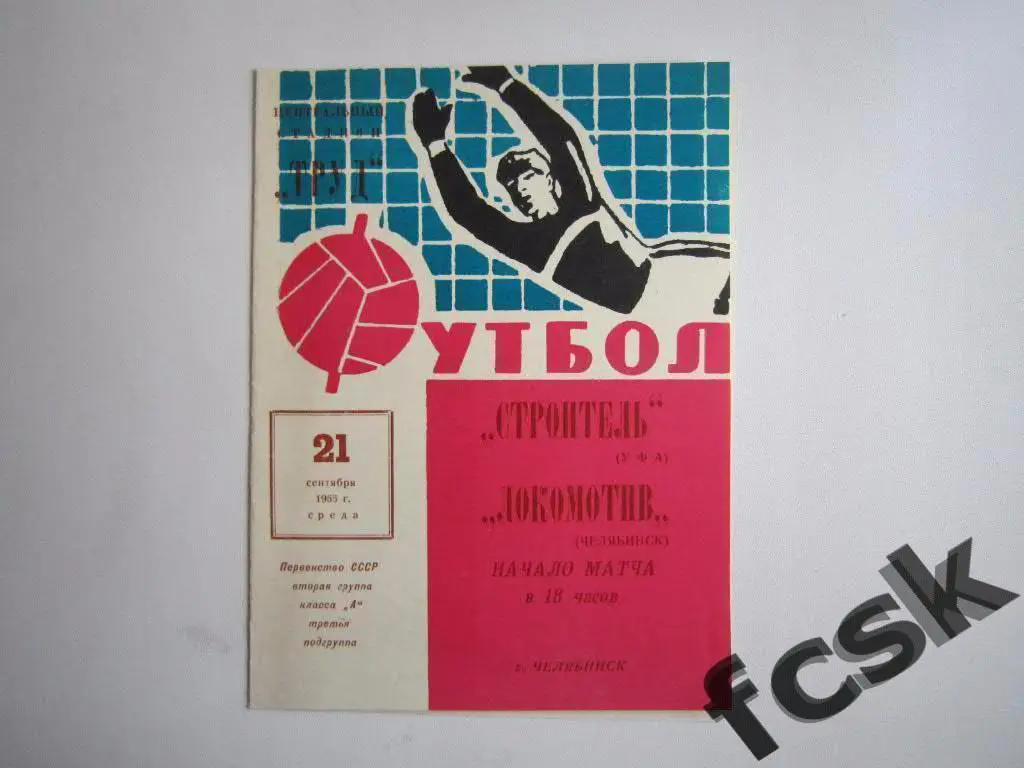 ЦЕНТРАЛЬНЫЙ
СТАДИОН
„ТРУД“
ФУТБОЛ
21
сентября
1966 г.
среда
Первенство СССР
вторая группа
класса „А“
третья
подгруппа
„СТРОИТЕЛЬ“
(УФА)
„ЛОКОМОТИВ„
(ЧЕЛЯБИНСК)
НАЧАЛО МАТЧА
в 18 часов
г. ЧЕЛЯБИНСК
fcsk